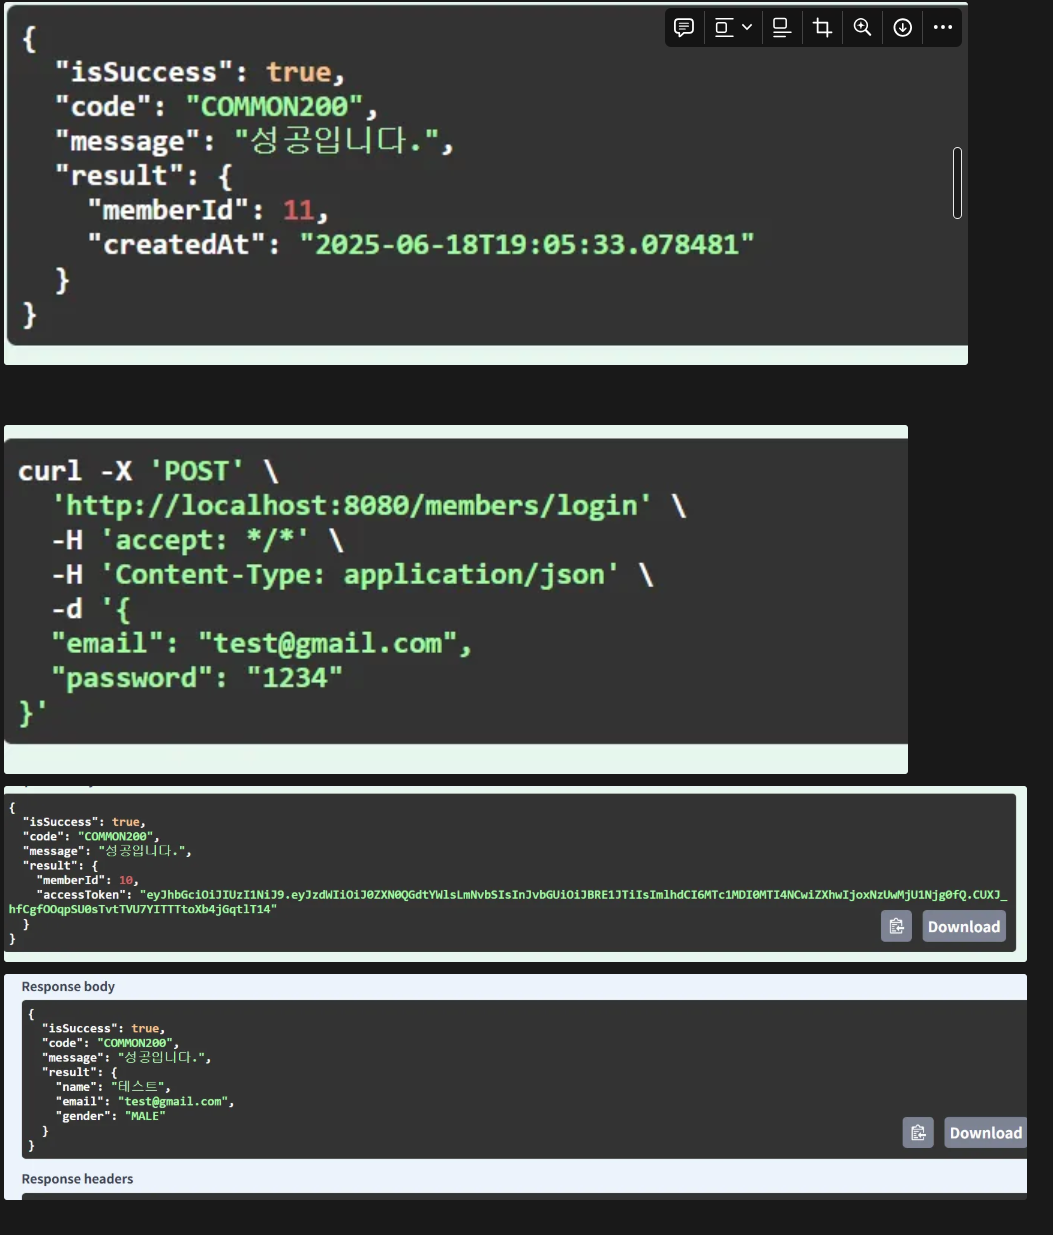 {
"isSuccess": true,
"code": "COMMON200",
"message": "성공입니다.",
"result": {
"memberId": 11,
"createdAt": "2025-06-18T19:05:33.078481"
}
}
curl -X 'POST' \
'http://localhost:8080/members/login' \
-H 'accept: */*' \
-H 'Content-Type: application/json' \
-d '{
"email": "test@gmail.com",
"password": "1234"
}'
{
"isSuccess": true,
"code": "COMMON200",
"message": "성공입니다.",
"result": {
"memberId": 10,
"accessToken": "eyJhbGciOiJIUzI1NiJ9.eyJzdWIiOiJ0ZXN0QGdtYWlsLmNvbSIsInJvbGUiOiJBRE1JTiIsImlhdCI6MTc1MDI0MTI4NCwiZXhwIjoxNzUwMjU1Njg0fQ.CUXJ_
hfCgfOOqpSU0sTvtTVU7YITTTtoXb4jGqtlT14"
}
}
Download
Response body
{
"isSuccess": true,
"code": "COMMON200",
"message": "성공입니다.",
"result": {
"name": "테스트",
"email": "test@gmail.com",
"gender": "MALE"
}
}
Download
Response headers